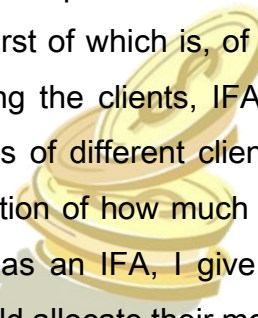 rst of which is, of
ng the clients, IFA
s of different clien
tion of how much
as an IFA, I give
ld allocate their mo